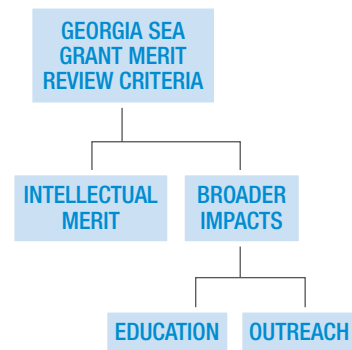 GEORGIA SEA
GRANT MERIT
REVIEW CRITERIA
INTELLECTUAL
MERIT
BROADER
IMPACTS
EDUCATION
OUTREACH